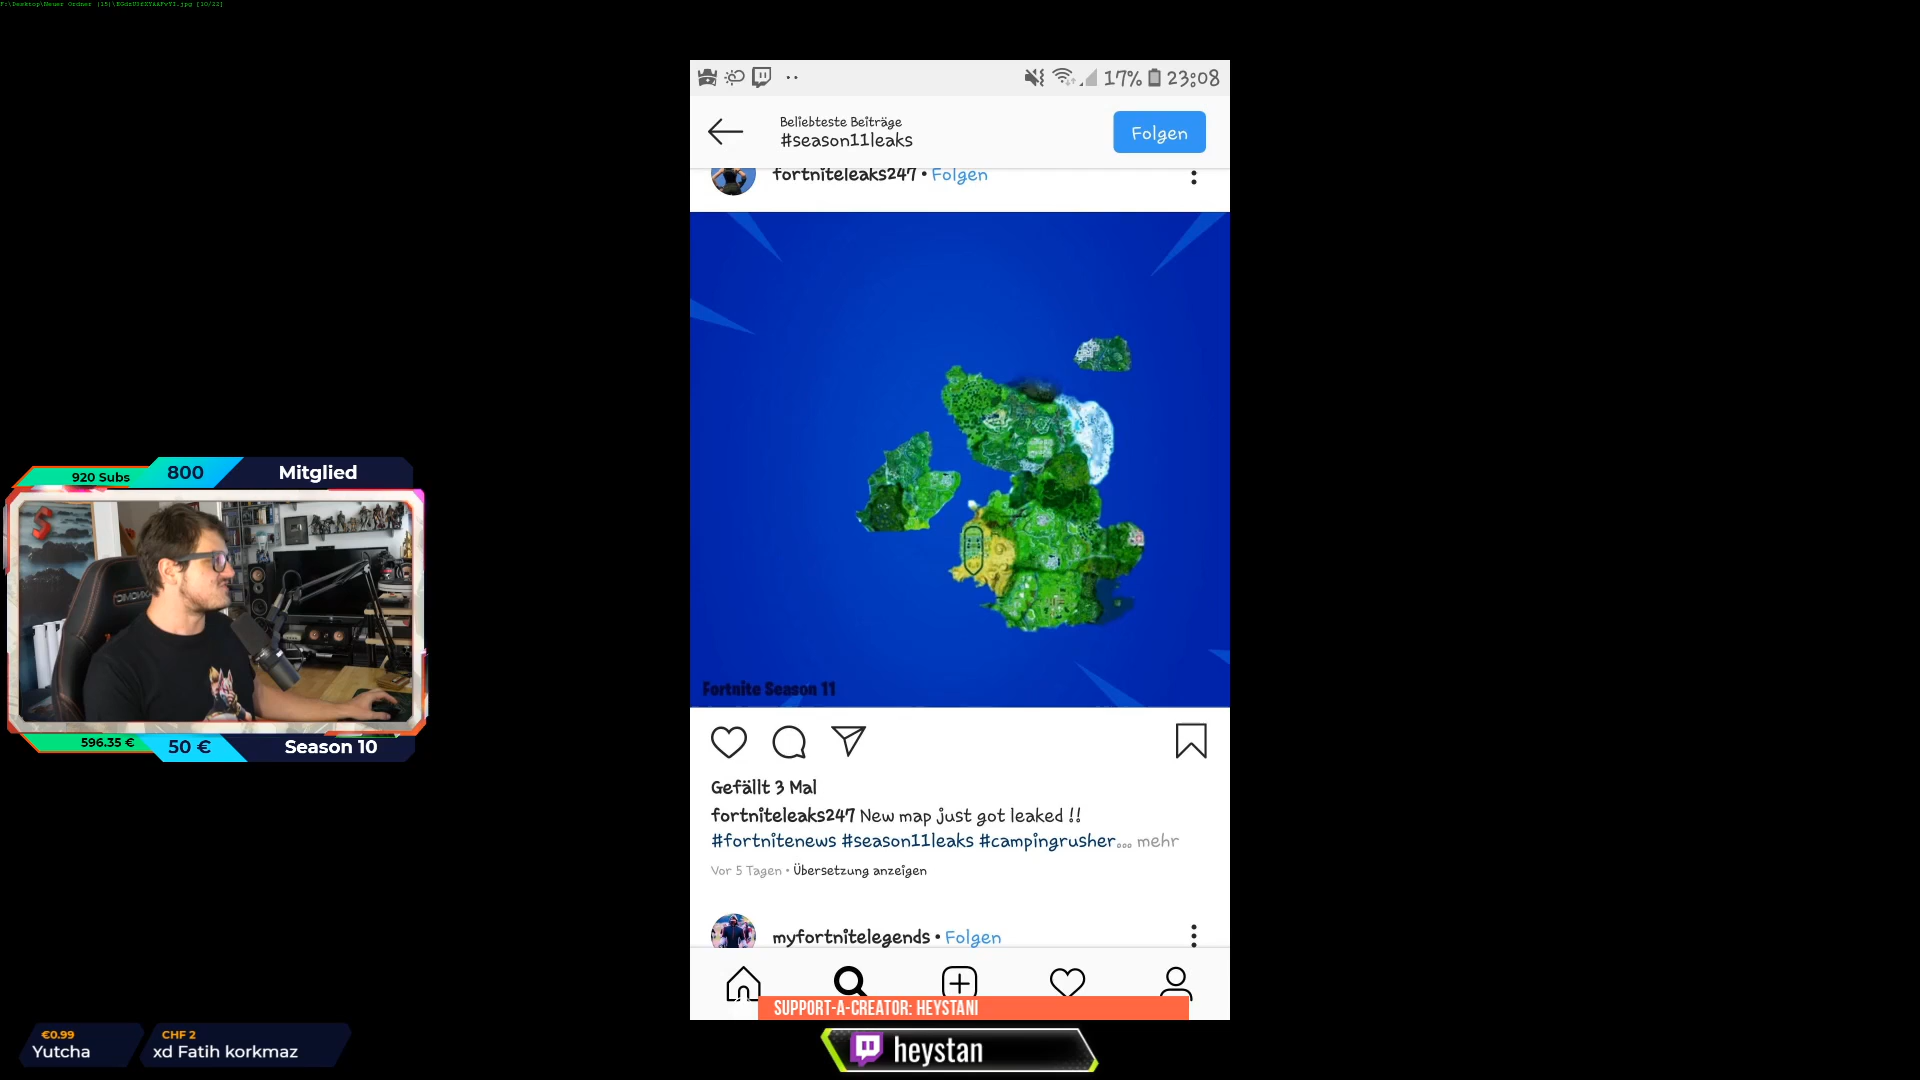 17% 23:08
Beliebteste Beiträge
#season11leaks
Folgen
fortniteleaks247 • Folgen
Fortnite Season 11
Gefällt 3 Mal
fortniteleaks247 New map just got leaked !!
#fortnitenews #season11leaks #campingrusher... mehr
Vor 5 Tagen • Übersetzung anzeigen
myfortnitelegends • Folgen
SUPPORT-A-CREATOR: HEYSTANI
heystan
920 Subs 800 Mitglied
596.35 € 50 € Season 10
€0.99
Yutcha
CHF 2
xd Fatih korkmaz